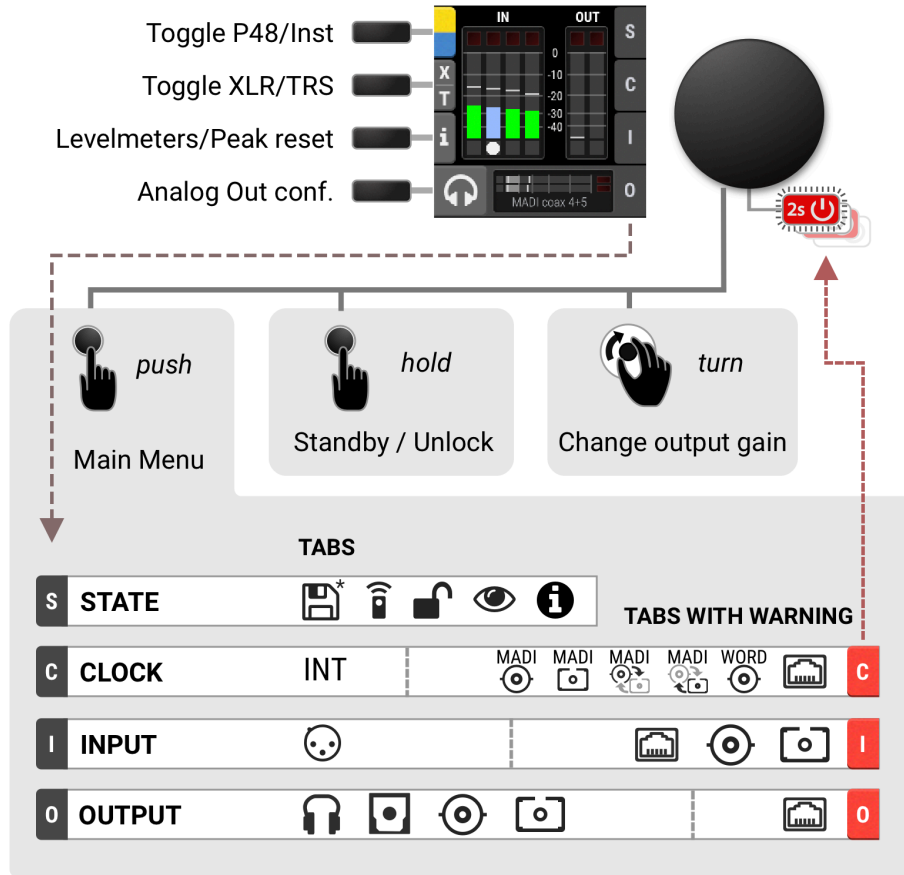 Toggle P48/Inst
Toggle XLR/TRS
Levelmeters/Peak reset
Analog Out conf.
IN OUT
S
X
T
C
i
I
O
0
-10
-20
-30
-40
MADI coax 4+5
2s
push
Main Menu
hold
Standby / Unlock
turn
Change output gain
TABS
S STATE * i
TABS WITH WARNING
C CLOCK INT MADI MADI MADI MADI WORD C
I INPUT I
O OUTPUT O